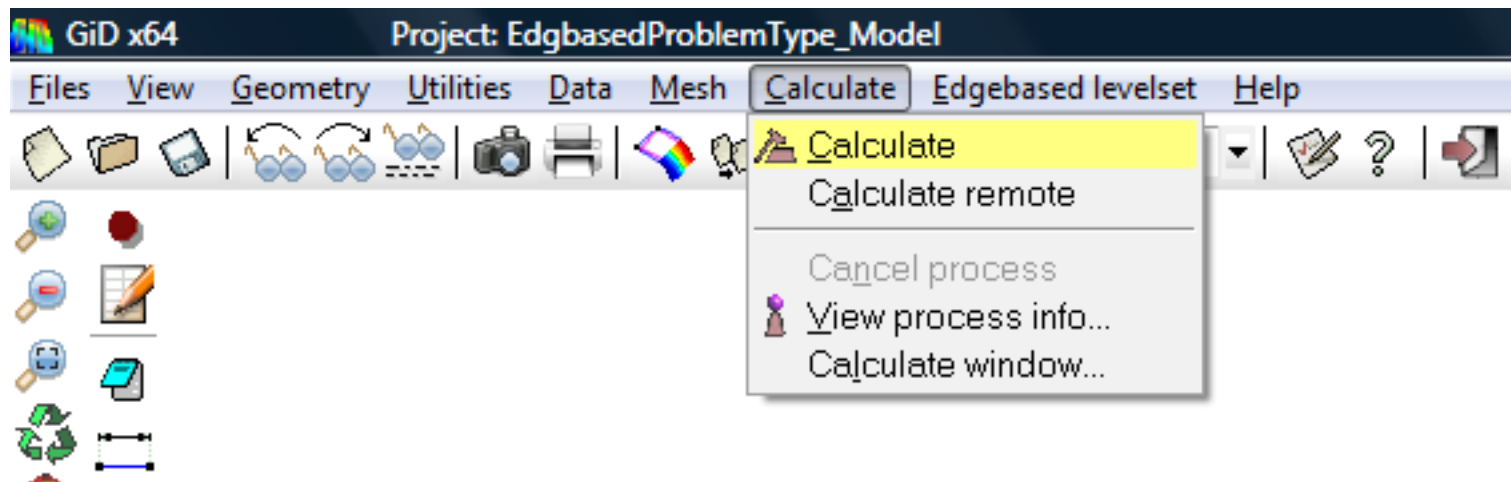 GiD x64 Project: EdgbasedProblemType_Model
Files View Geometry Utilities Data Mesh Calculate Edgebased levelset Help
Calculate
Calculate remote
Cancel process
View process info...
Calculate window...